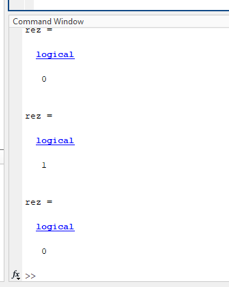 Command Window
rez =
logical
0
rez =
logical
1
rez =
logical
0
fx >>